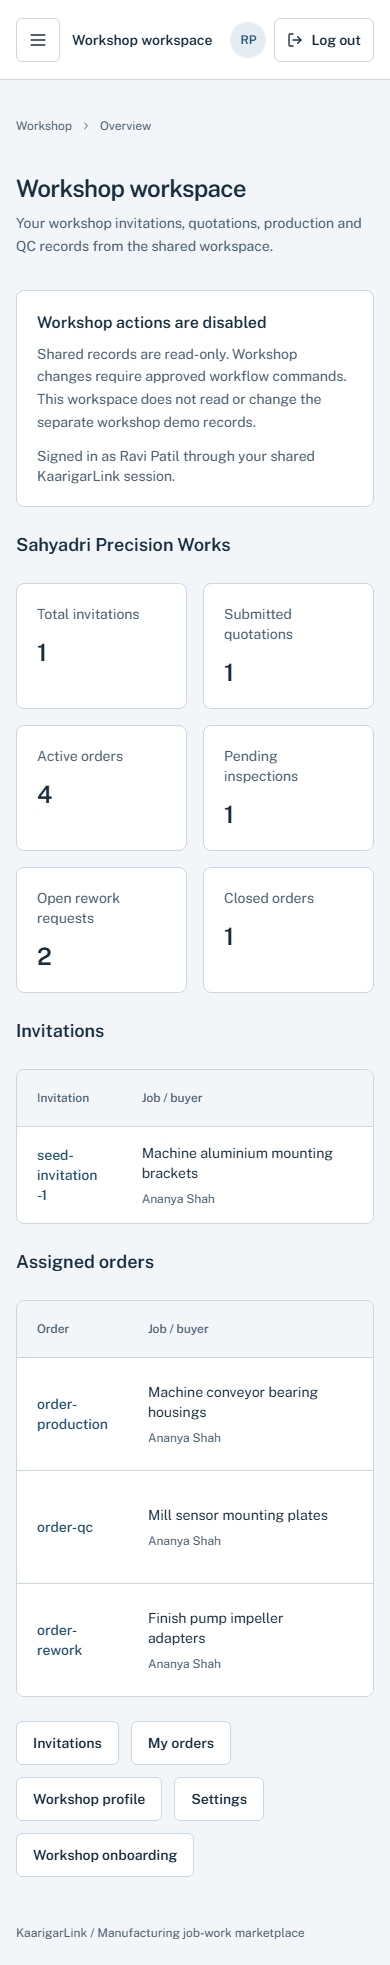 Workshop workspace
RP
Log out
Workshop > Overview
Workshop workspace
Your workshop invitations, quotations, production and
QC records from the shared workspace.
Workshop actions are disabled
Shared records are read-only. Workshop
changes require approved workflow commands.
This workspace does not read or change the
separate workshop demo records.
Signed in as Ravi Patil through your shared
KaarigarLink session.
Sahyadri Precision Works
Total invitations
1
Submitted
quotations
1
Active orders
4
Pending
inspections
1
Open rework
requests
2
Closed orders
1
Invitations
Invitation
Job / buyer
seed-
invitation
-1
Machine aluminium mounting
brackets
Ananya Shah
Assigned orders
Order
Job / buyer
order-
production
Machine conveyor bearing
housings
Ananya Shah
order-qc
Mill sensor mounting plates
Ananya Shah
order-
rework
Finish pump impeller
adapters
Ananya Shah
Invitations
My orders
Workshop profile
Settings
Workshop onboarding
KaarigarLink / Manufacturing job-work marketplace